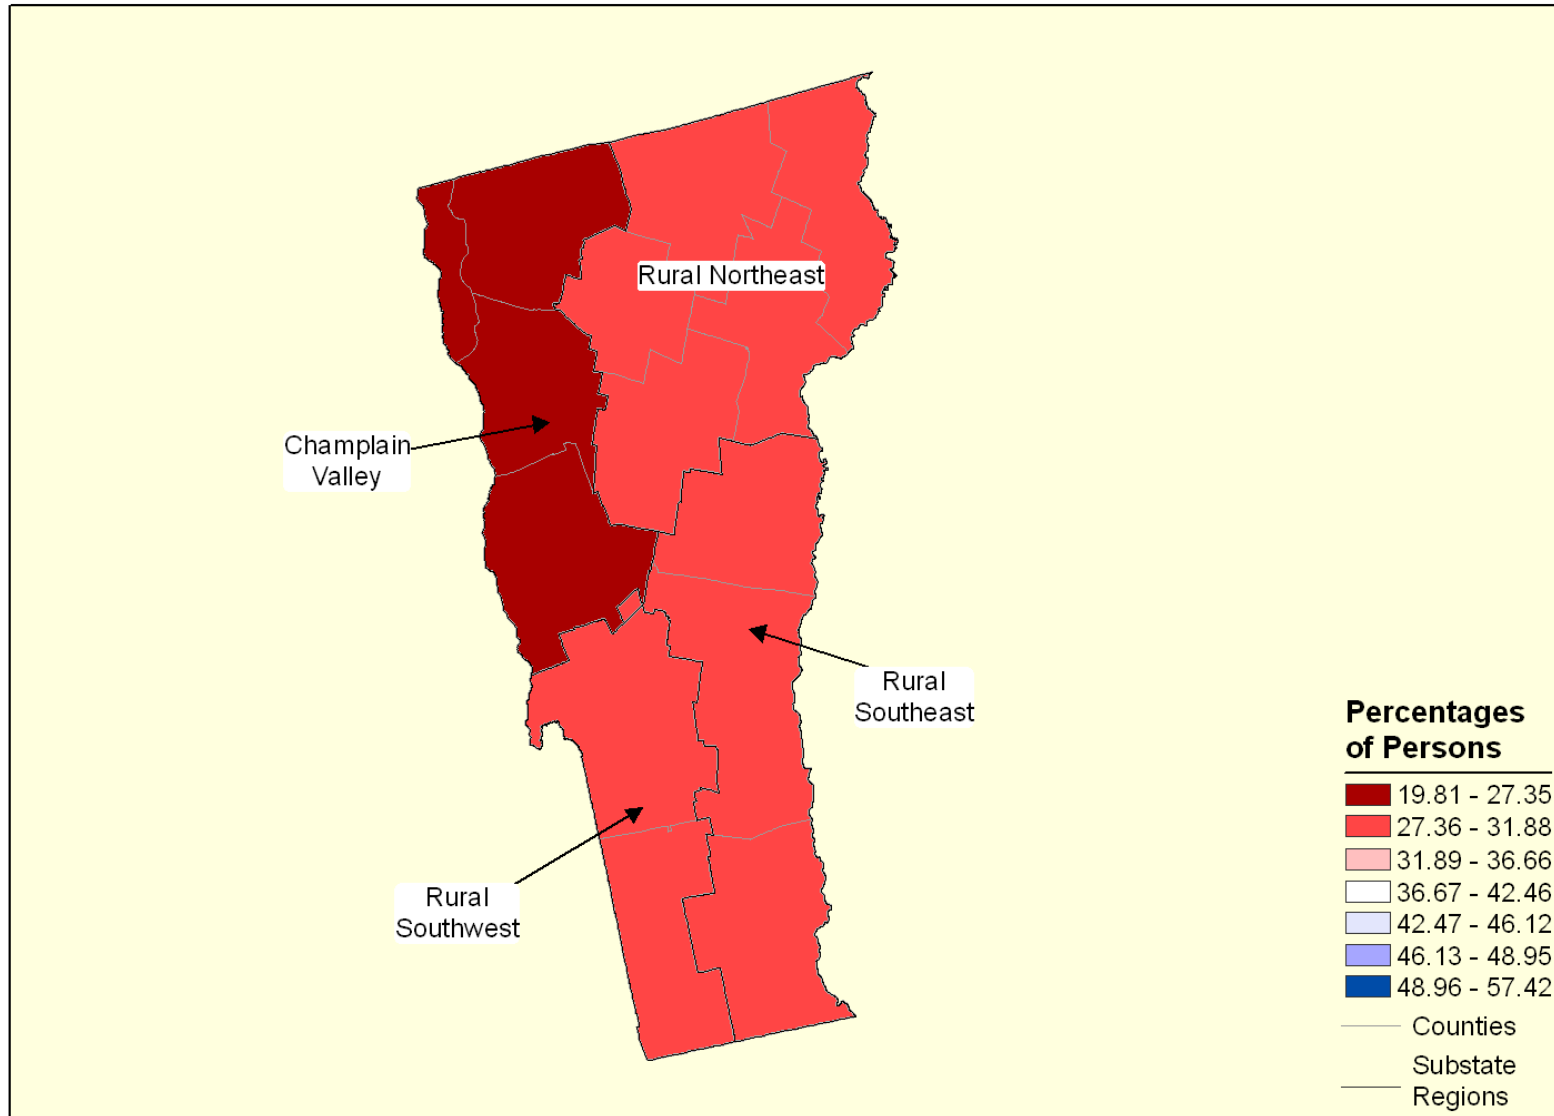 Rural Northeast
Champlain
Valley
Rural
Southeast
Rural
Southwest
Percentages
of Persons
19.81 - 27.35
27.36 - 31.88
31.89 - 36.66
36.67 - 42.46
42.47 - 46.12
46.13 - 48.95
48.96 - 57.42
Counties
Substate
Regions